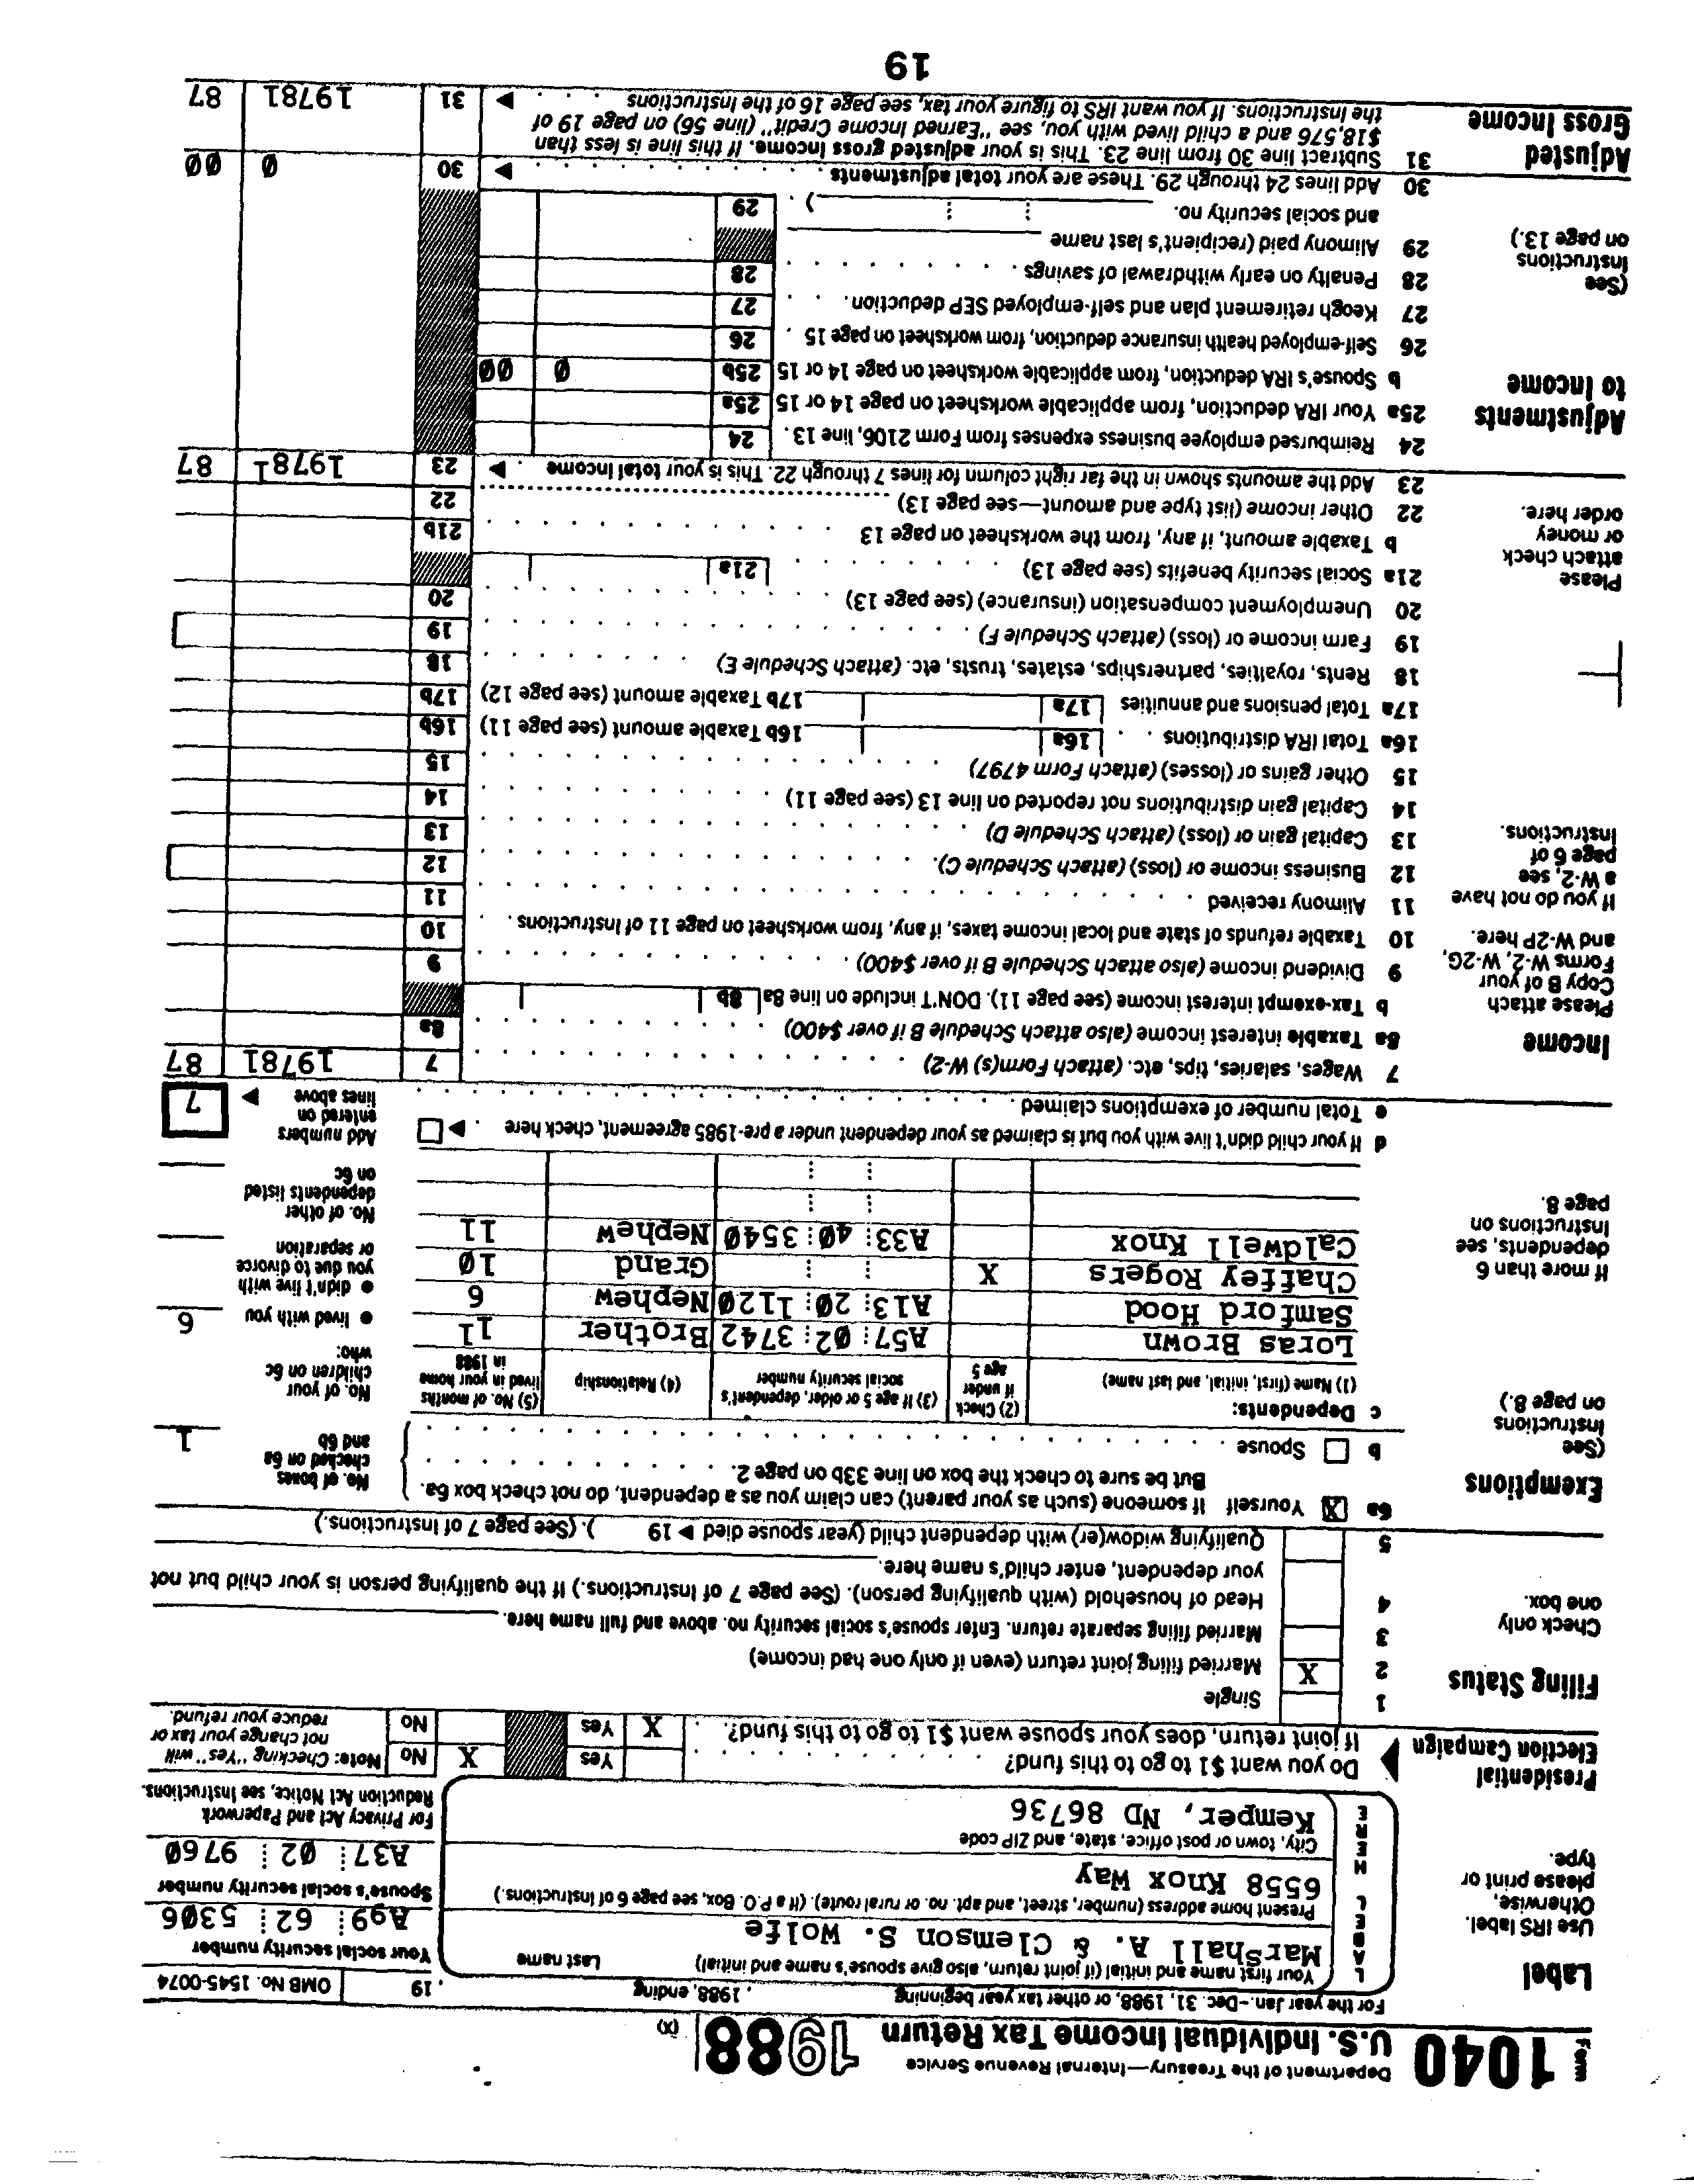 Form 1040 Department of the Treasury—Internal Revenue Service
U.S. Individual Income Tax Return 1988 (X)
For the year Jan.-Dec. 31, 1988, or other tax year beginning , 1988, ending , 19 OMB No. 1545-0074
Label
Use IRS label.
Otherwise,
please print or
type.
LABEL HERE
Your first name and initial (if joint return, also give spouse's name and initial) Last name
MarShall A. & Clemson S. Wolfe
Present home address (number, street, and apt. no. or rural route). (If a P.O. Box, see page 6 of Instructions.)
6558 Knox Way
City, town or post office, state, and ZIP code
Kemper, ND 86736
Your social security number
A99 62 5306
Spouse's social security number
A37 02 9760
For Privacy Act and Paperwork
Reduction Act Notice, see Instructions.
Presidential
Election Campaign
Do you want $1 to go to this fund? Yes X No
If joint return, does your spouse want $1 to go to this fund? X Yes No
Note: Checking "Yes" will
not change your tax or
reduce your refund.
Filing Status
Check only
one box.
1 Single
2 X Married filing joint return (even if only one had income)
3 Married filing separate return. Enter spouse's social security no. above and full name here.
4 Head of household (with qualifying person). (See page 7 of Instructions.) If the qualifying person is your child but not
your dependent, enter child's name here.
5 Qualifying widow(er) with dependent child (year spouse died ▶ 19 ). (See page 7 of Instructions.)
Exemptions
(See
Instructions
on page 8.)
6a X Yourself If someone (such as your parent) can claim you as a dependent, do not check box 6a.
But be sure to check the box on line 33b on page 2.
b Spouse
No. of boxes
checked on 6a
and 6b 1
c Dependents:
(1) Name (first, initial, and last name)
(2) Check
if under
age 5
(3) If age 5 or older, dependent's
social security number
(4) Relationship
(5) No. of months
lived in your home
in 1988
Loras Brown A57 02 3742 Brother 11
Samford Hood A13 20 1120 Nephew 6
Chaffey Rogers X Grand 10
Caldwell Knox A33 40 3540 Nephew 11
No. of your
children on 6c
who:
● lived with you 6
● didn't live with
you due to divorce
or separation
No. of other
dependents listed
on 6c
If more than 6
dependents, see
Instructions on
page 8.
d If your child didn't live with you but is claimed as your dependent under a pre-1985 agreement, check here ▶
e Total number of exemptions claimed
Add numbers
entered on
lines above ▶ 7
Income
Please attach
Copy B of your
Forms W-2, W-2G,
and W-2P here.
If you do not have
a W-2, see
page 6 of
Instructions.
Please
attach check
or money
order here.
7 Wages, salaries, tips, etc. (attach Form(s) W-2) 7 19781 87
8a Taxable interest income (also attach Schedule B if over $400) 8a
b Tax-exempt interest income (see page 11). DON'T include on line 8a 8b
9 Dividend income (also attach Schedule B if over $400) 9
10 Taxable refunds of state and local income taxes, if any, from worksheet on page 11 of Instructions 10
11 Alimony received 11
12 Business income or (loss) (attach Schedule C). 12
13 Capital gain or (loss) (attach Schedule D) 13
14 Capital gain distributions not reported on line 13 (see page 11) 14
15 Other gains or (losses) (attach Form 4797) 15
16a Total IRA distributions 16a 16b Taxable amount (see page 11) 16b
17a Total pensions and annuities 17a 17b Taxable amount (see page 12) 17b
18 Rents, royalties, partnerships, estates, trusts, etc. (attach Schedule E) 18
19 Farm income or (loss) (attach Schedule F) 19
20 Unemployment compensation (insurance) (see page 13) 20
21a Social security benefits (see page 13) 21a
b Taxable amount, if any, from the worksheet on page 13 21b
22 Other income (list type and amount—see page 13) 22
23 Add the amounts shown in the far right column for lines 7 through 22. This is your total income ▶ 23 19781 87
Adjustments
to Income
(See
Instructions
on page 13.)
24 Reimbursed employee business expenses from Form 2106, line 13. 24
25a Your IRA deduction, from applicable worksheet on page 14 or 15 25a
b Spouse's IRA deduction, from applicable worksheet on page 14 or 15 25b 0 00
26 Self-employed health insurance deduction, from worksheet on page 15 26
27 Keogh retirement plan and self-employed SEP deduction 27
28 Penalty on early withdrawal of savings 28
29 Alimony paid (recipient's last name
and social security no. ) 29
30 Add lines 24 through 29. These are your total adjustments ▶ 30 0 00
Adjusted
Gross Income
31 Subtract line 30 from line 23. This is your adjusted gross income. If this line is less than
$18,576 and a child lived with you, see "Earned Income Credit" (line 56) on page 19 of
the Instructions. If you want IRS to figure your tax, see page 16 of the Instructions ▶ 31 19781 87
19